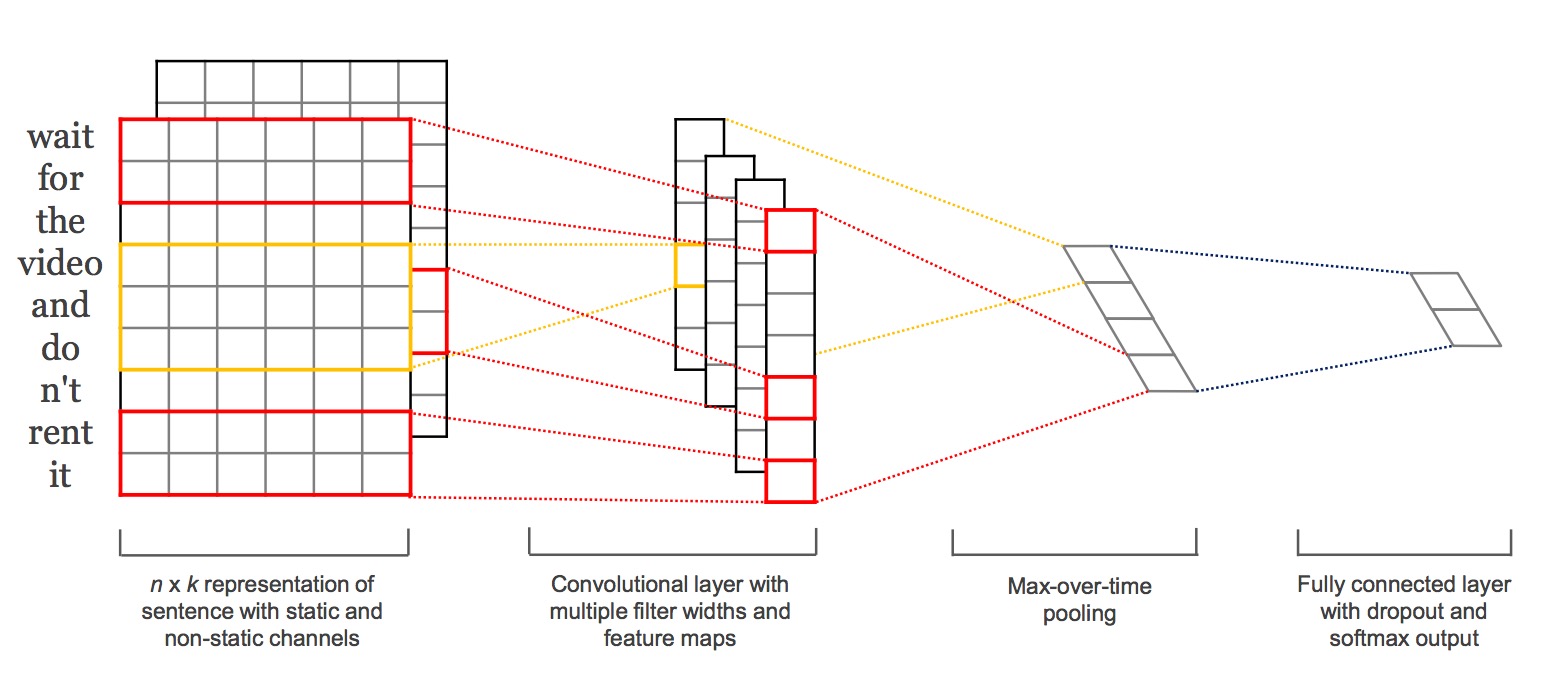 wait
for
the
video
and
do
n't
rent
it
n x k representation of
sentence with static and
non-static channels
Convolutional layer with
multiple filter widths and
feature maps
Max-over-time
pooling
Fully connected layer
with dropout and
softmax output